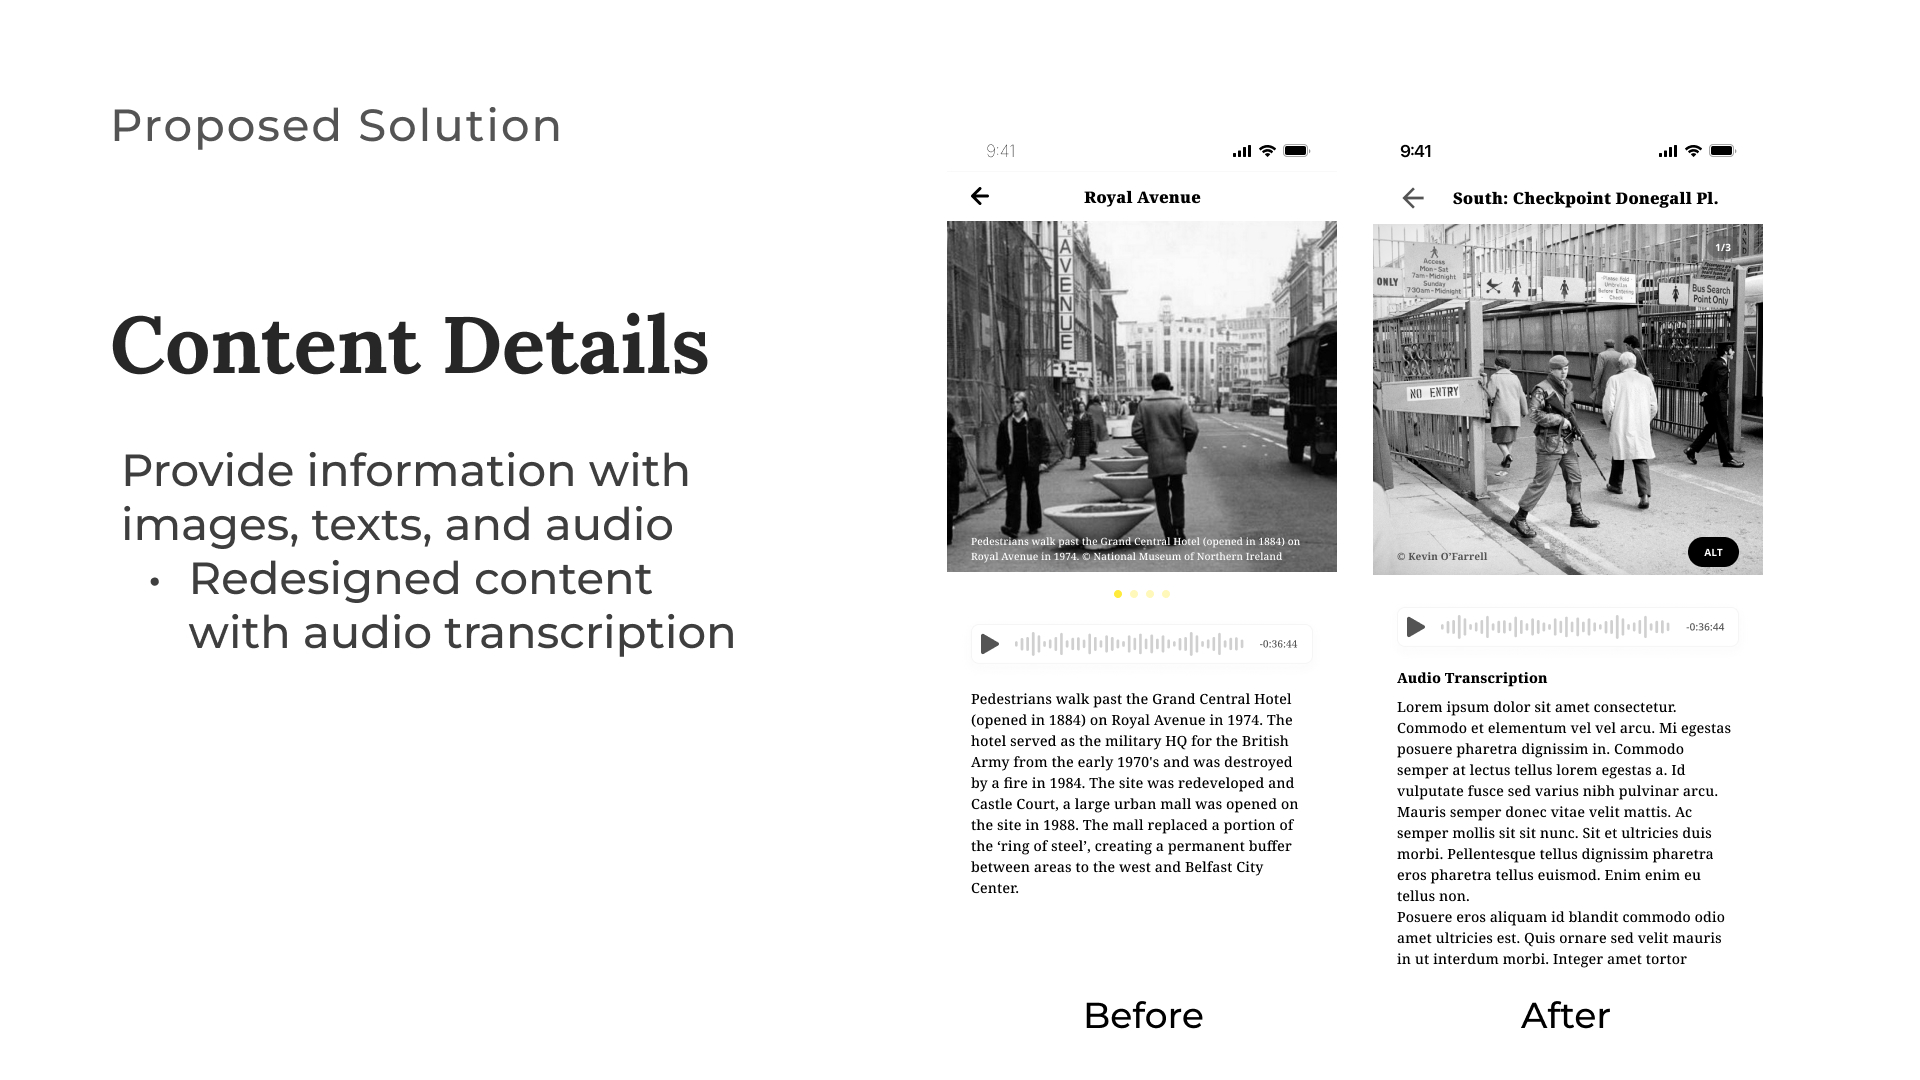 Proposed Solution
Content Details
Provide information with
images, texts, and audio
• Redesigned content
with audio transcription
9:41
Royal Avenue
AVENUE
Pedestrians walk past the Grand Central Hotel (opened in 1884) on
Royal Avenue in 1974. © National Museum of Northern Ireland
-0:36:44
Pedestrians walk past the Grand Central Hotel
(opened in 1884) on Royal Avenue in 1974. The
hotel served as the military HQ for the British
Army from the early 1970's and was destroyed
by a fire in 1984. The site was redeveloped and
Castle Court, a large urban mall was opened on
the site in 1988. The mall replaced a portion of
the ‘ring of steel’, creating a permanent buffer
between areas to the west and Belfast City
Center.
Before
9:41
South: Checkpoint Donegall Pl.
1/3
ONLY
Access
Mon-Sat
7am-Midnight
Sunday
7:30am-Midnight
Please Fold
Umbrellas
Before Entering
Check
Bus Search
Point Only
NO ENTRY
© Kevin O'Farrell
ALT
-0:36:44
Audio Transcription
Lorem ipsum dolor sit amet consectetur.
Commodo et elementum vel vel arcu. Mi egestas
posuere pharetra dignissim in. Commodo
semper at lectus tellus lorem egestas a. Id
vulputate fusce sed varius nibh pulvinar arcu.
Mauris semper donec vitae velit mattis. Ac
semper mollis sit sit nunc. Sit et ultricies duis
morbi. Pellentesque tellus dignissim pharetra
eros pharetra tellus euismod. Enim enim eu
tellus non.
Posuere eros aliquam id blandit commodo odio
amet ultricies est. Quis ornare sed velit mauris
in ut interdum morbi. Integer amet tortor
After